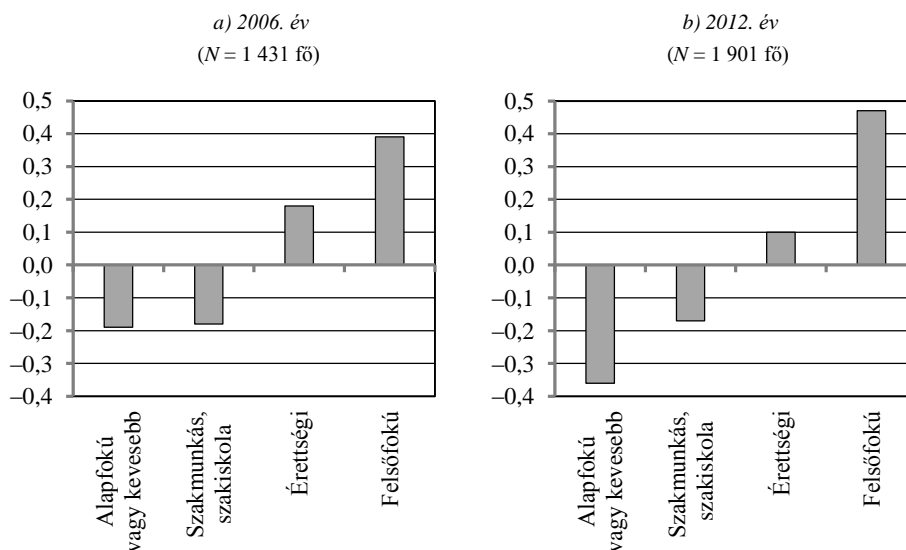 a) 2006. év
(N = 1 431 fő)
0,5
0,4
0,3
0,2
0,1
0,0
–0,1
–0,2
–0,3
–0,4
Alapfokú
vagy kevesebb
Szakmunkás,
szakiskola
Érettségi
Felsőfokú
b) 2012. év
(N = 1 901 fő)
0,5
0,4
0,3
0,2
0,1
0,0
–0,1
–0,2
–0,3
–0,4
Alapfokú
vagy kevesebb
Szakmunkás,
szakiskola
Érettségi
Felsőfokú